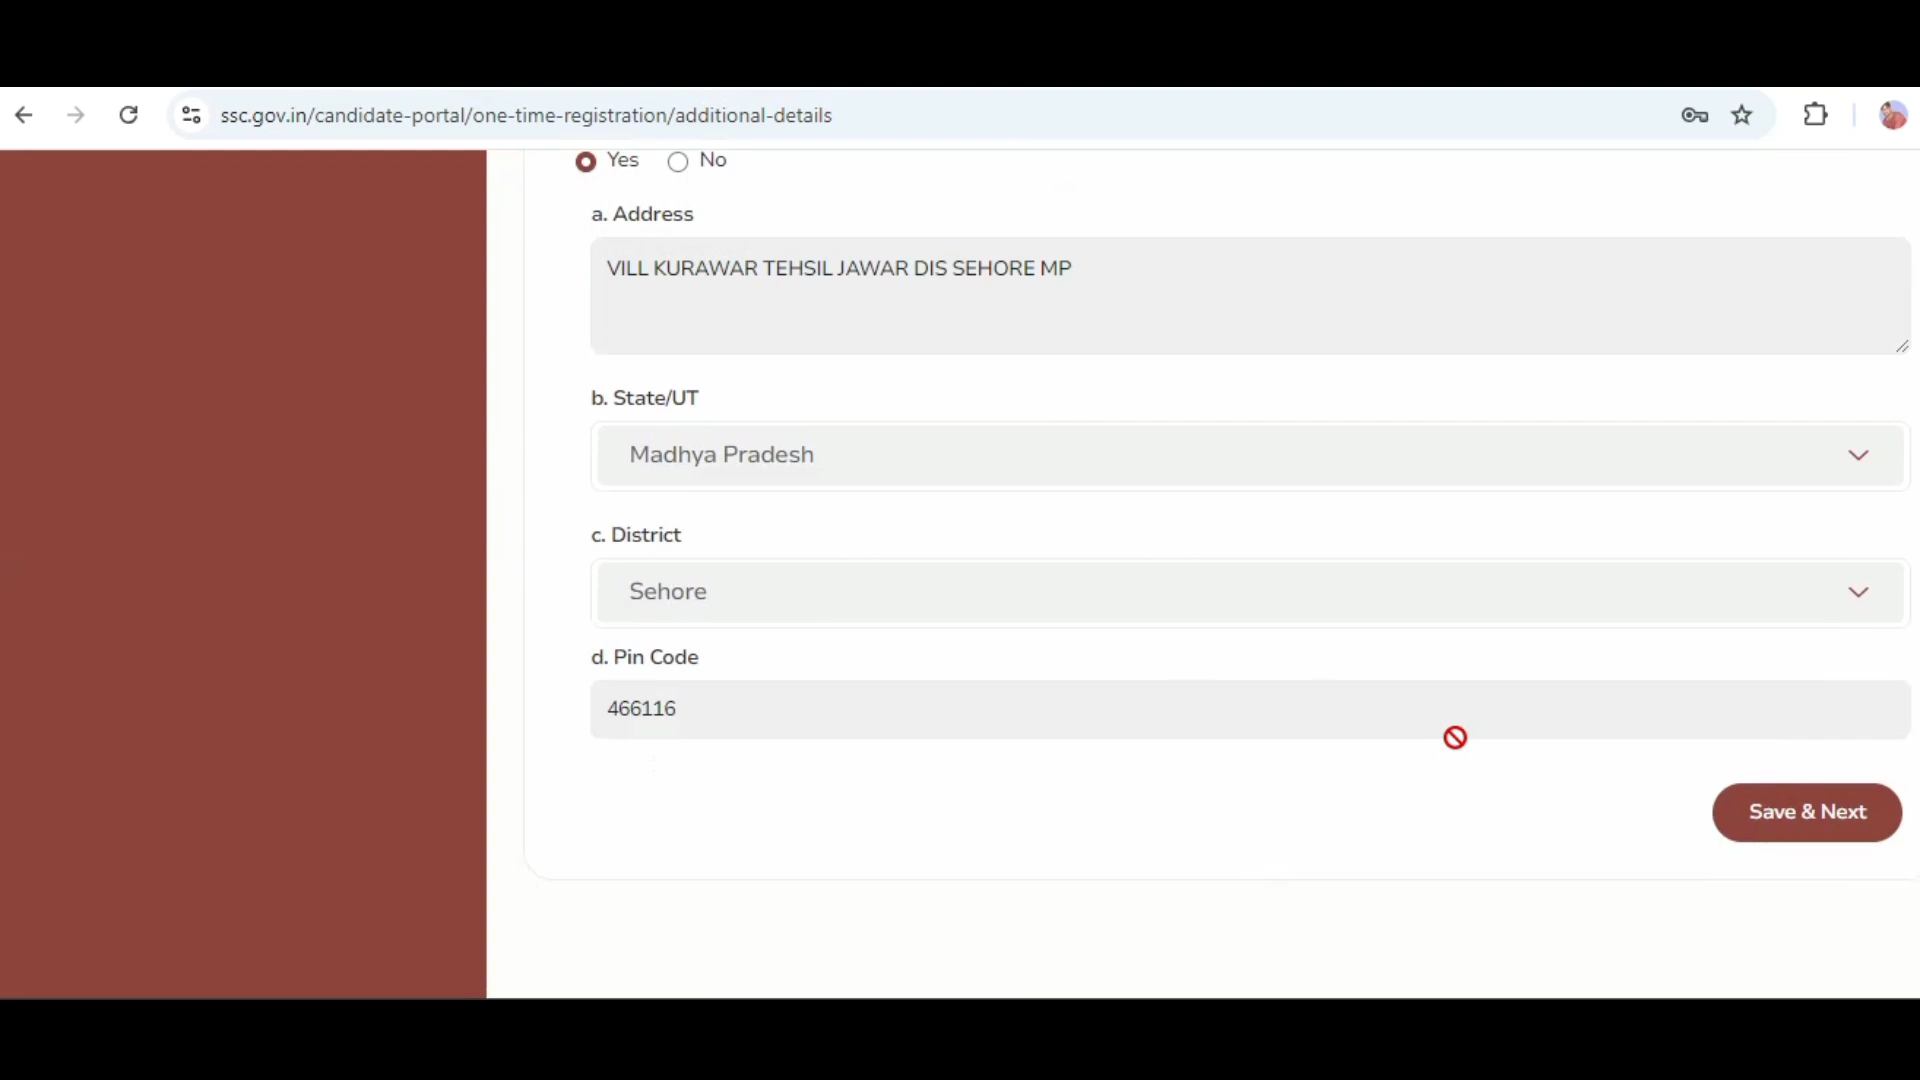 ssc.gov.in/candidate-portal/one-time-registration/additional-details
Yes No
a. Address
VILL KURAWAR TEHSIL JAWAR DIS SEHORE MP
b. State/UT
Madhya Pradesh
c. District
Sehore
d. Pin Code
466116
Save & Next